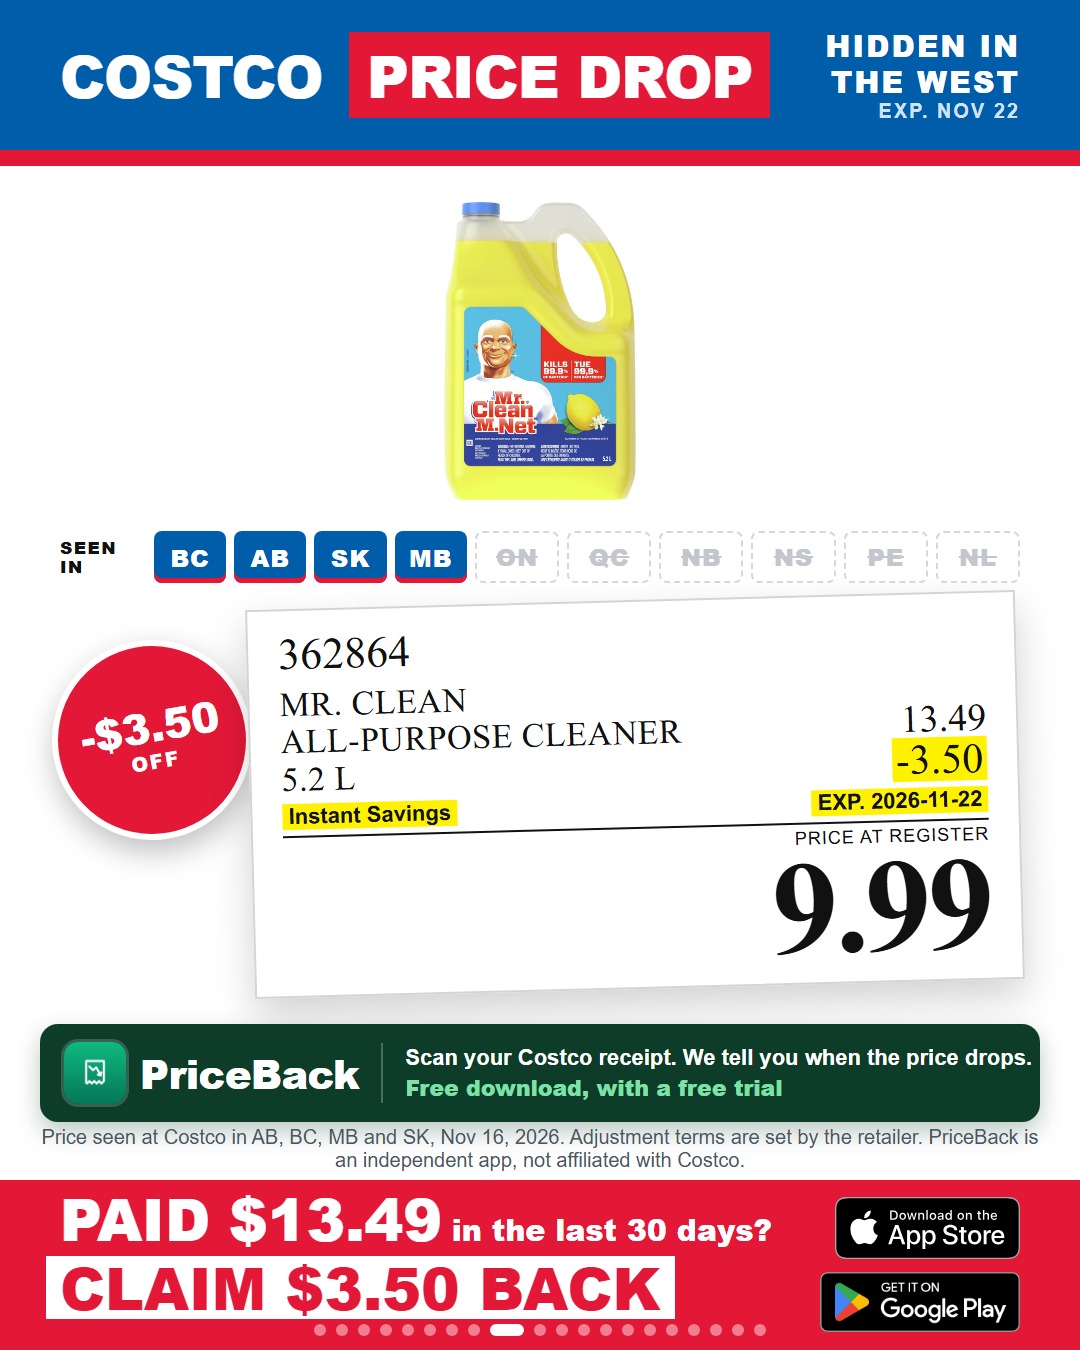 COSTCO PRICE DROP
HIDDEN IN
THE WEST
EXP. NOV 22
KILLS
99.9%
TUE
99.9%
Mr.
Clean
M.Net
5.2 L
SEEN
IN
BC AB SK MB ON QC NB NS PE NL
-$3.50
OFF
362864
MR. CLEAN
ALL-PURPOSE CLEANER
5.2 L
Instant Savings
13.49
-3.50
EXP. 2026-11-22
PRICE AT REGISTER
9.99
PriceBack
Scan your Costco receipt. We tell you when the price drops.
Free download, with a free trial
Price seen at Costco in AB, BC, MB and SK, Nov 16, 2026. Adjustment terms are set by the retailer. PriceBack is
an independent app, not affiliated with Costco.
PAID $13.49 in the last 30 days?
CLAIM $3.50 BACK
Download on the
App Store
GET IT ON
Google Play